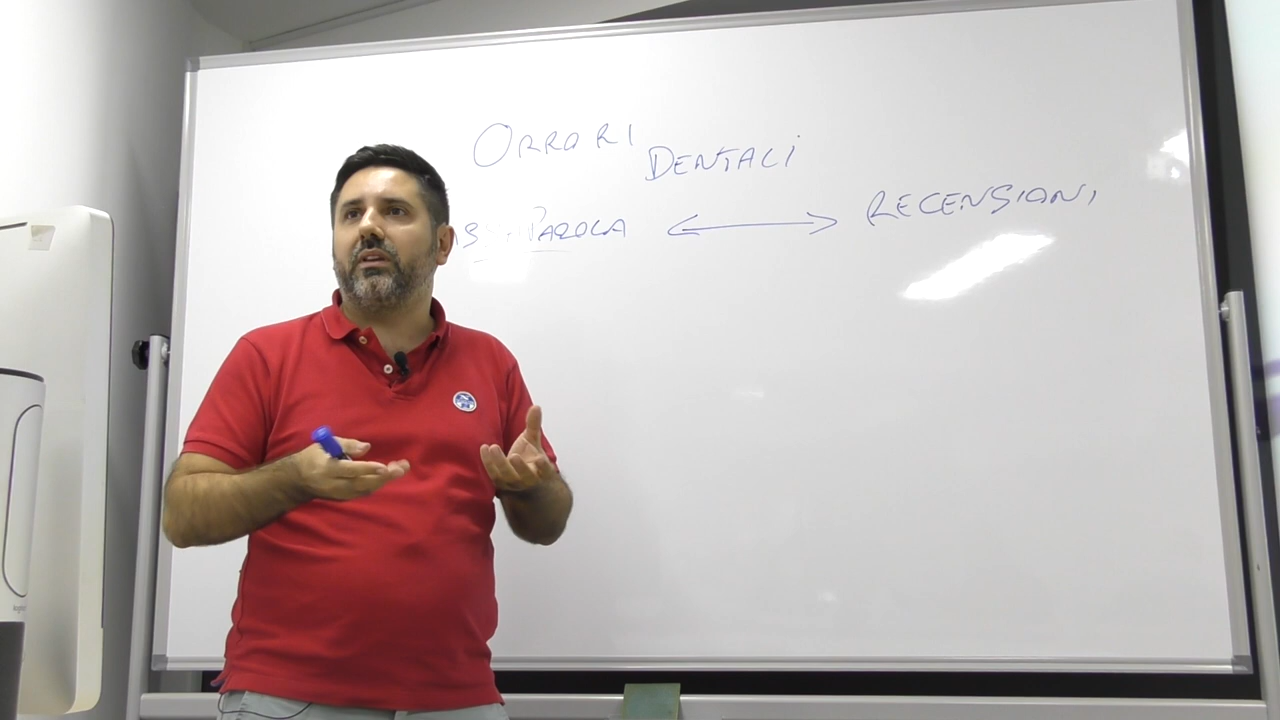 ORRORI
DENTALI
PAROLA <—> RECENSIONI